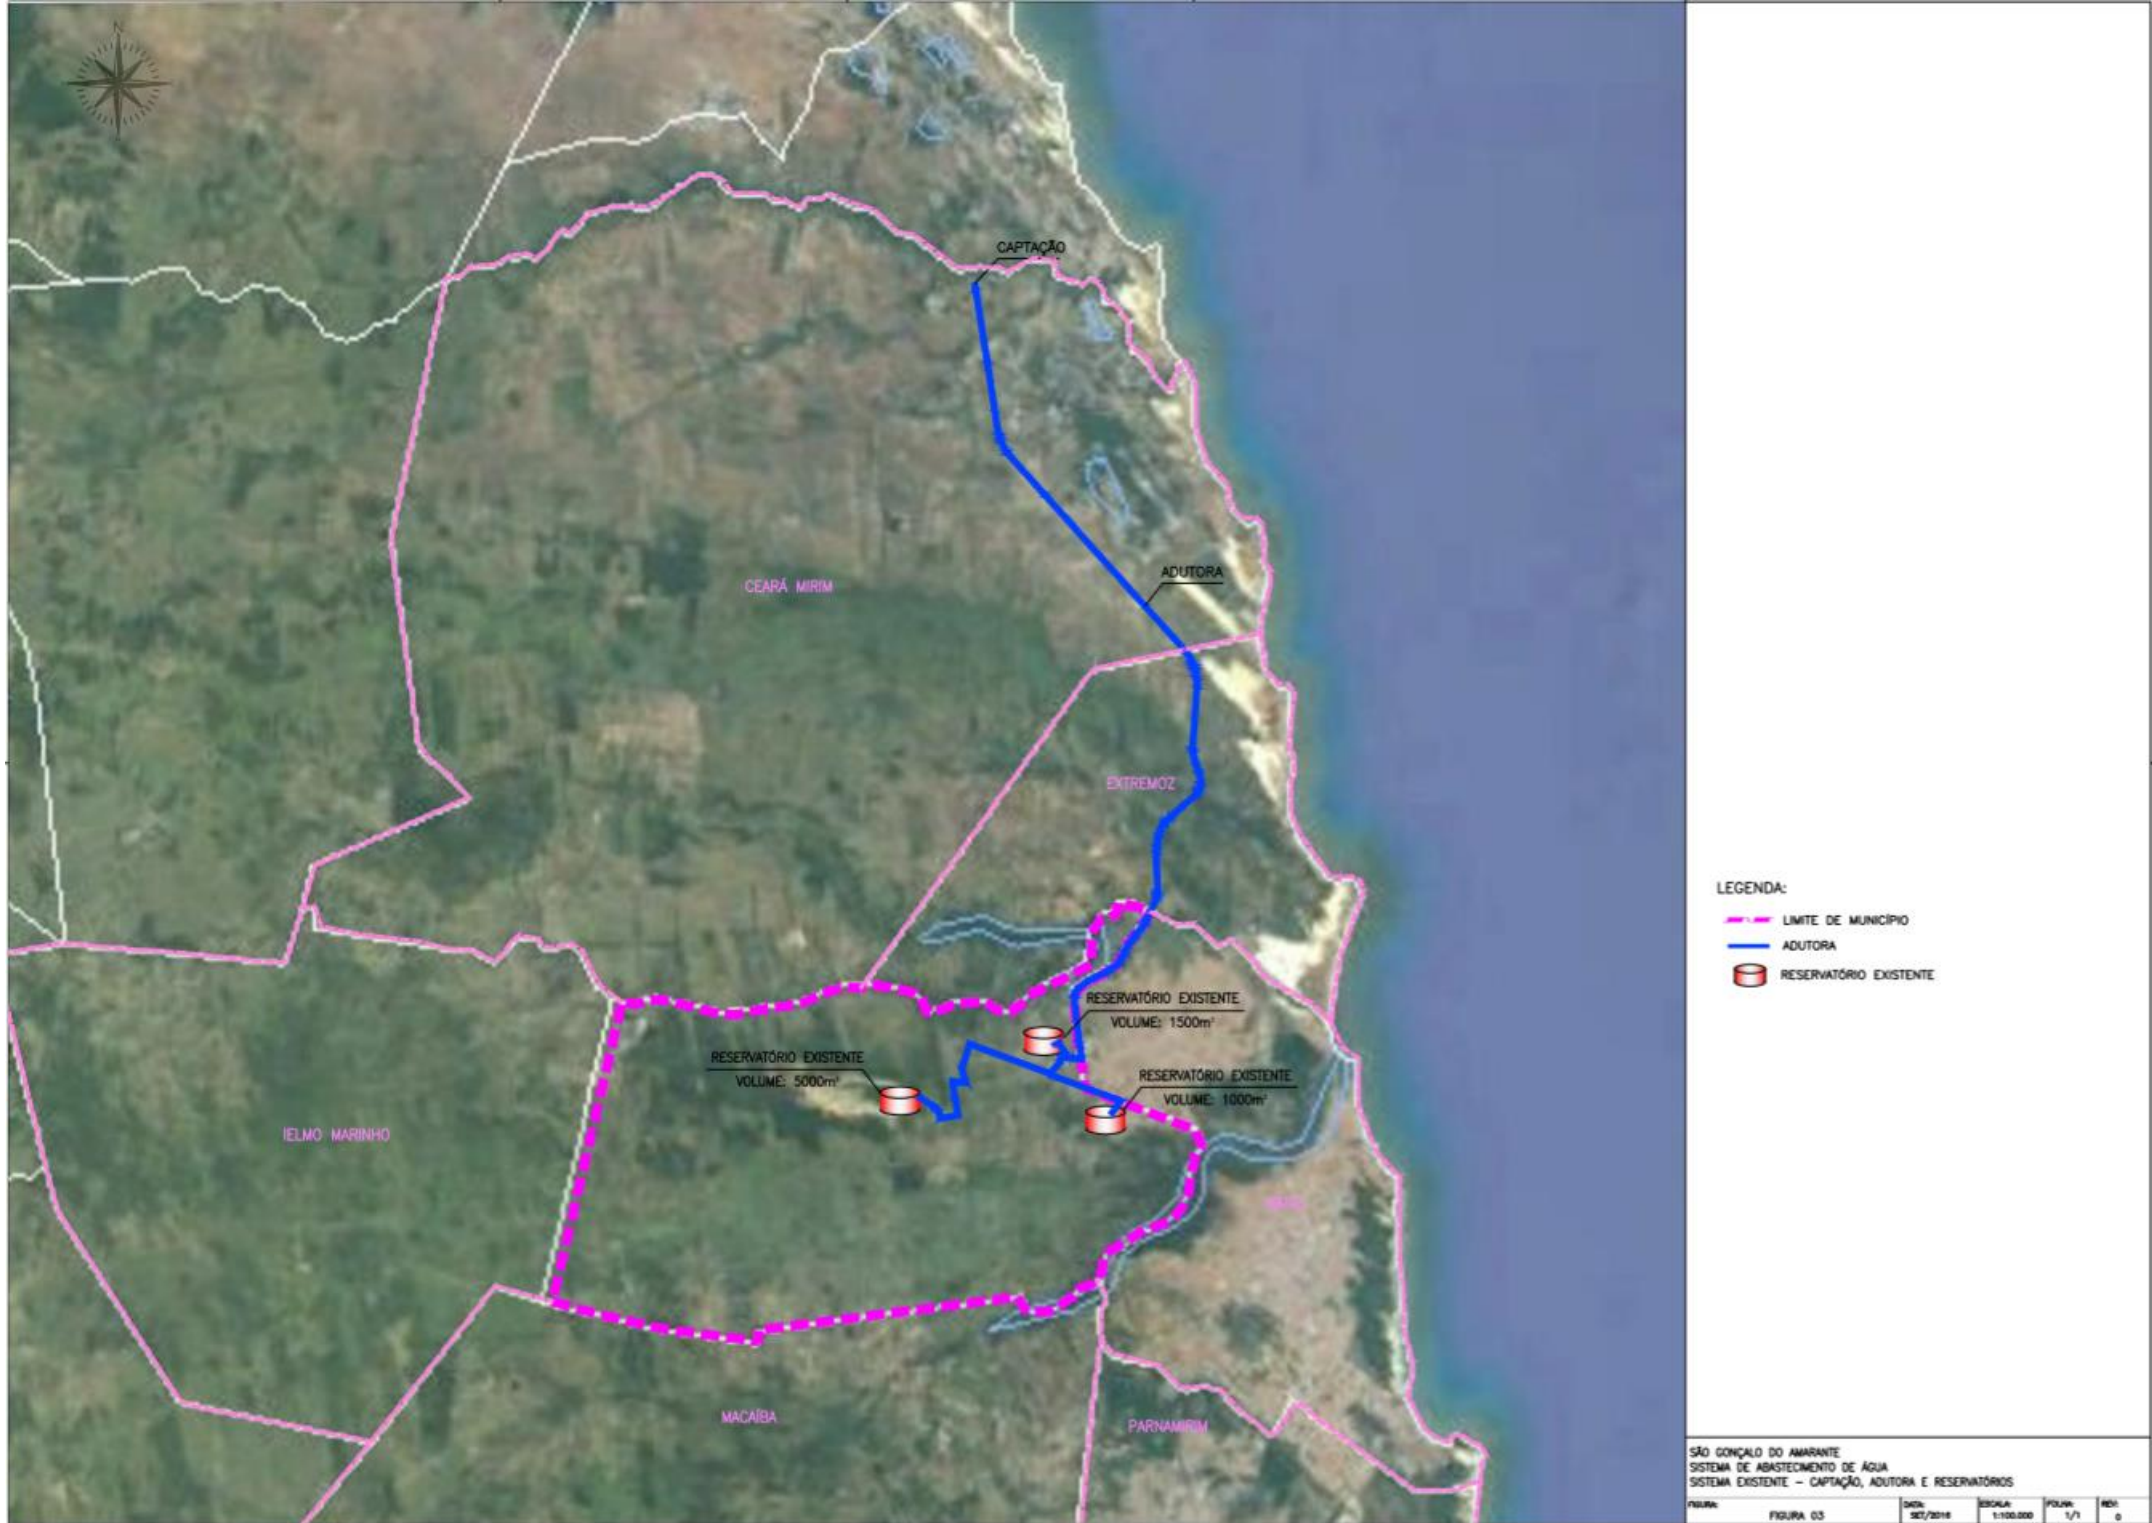 N
CAPTAÇÃO
ADUTORA
CEARÁ MIRIM
EXTREMOZ
RESERVATÓRIO EXISTENTE
VOLUME: 1500m³
RESERVATÓRIO EXISTENTE
VOLUME: 5000m³
RESERVATÓRIO EXISTENTE
VOLUME: 1000m³
IELMO MARINHO
MACAÍBA
PARNAMIRIM
LEGENDA:
LIMITE DE MUNICÍPIO
ADUTORA
RESERVATÓRIO EXISTENTE
SÃO GONÇALO DO AMARANTE
SISTEMA DE ABASTECIMENTO DE ÁGUA
SISTEMA EXISTENTE - CAPTAÇÃO, ADUTORA E RESERVATÓRIOS
FIGURA: FIGURA 03
DATA: SET/2016
ESCALA: 1:100.000
FOLHA: 1/1
REV: 0